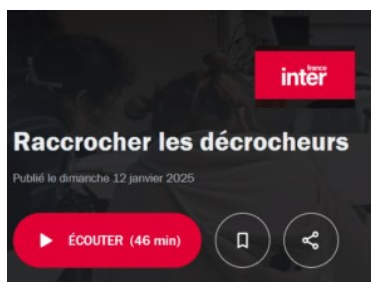 france
inter
Raccrocher les décrocheurs
Publié le dimanche 12 janvier 2025
ÉCOUTER (46 min)